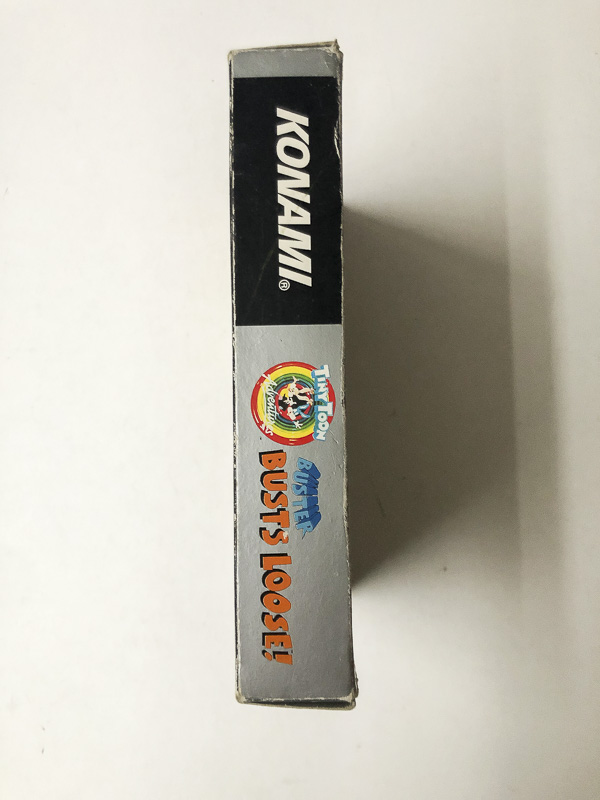 KONAMI®
TINY TOON
Adventures
BUSTER
BUSTS LOOSE!